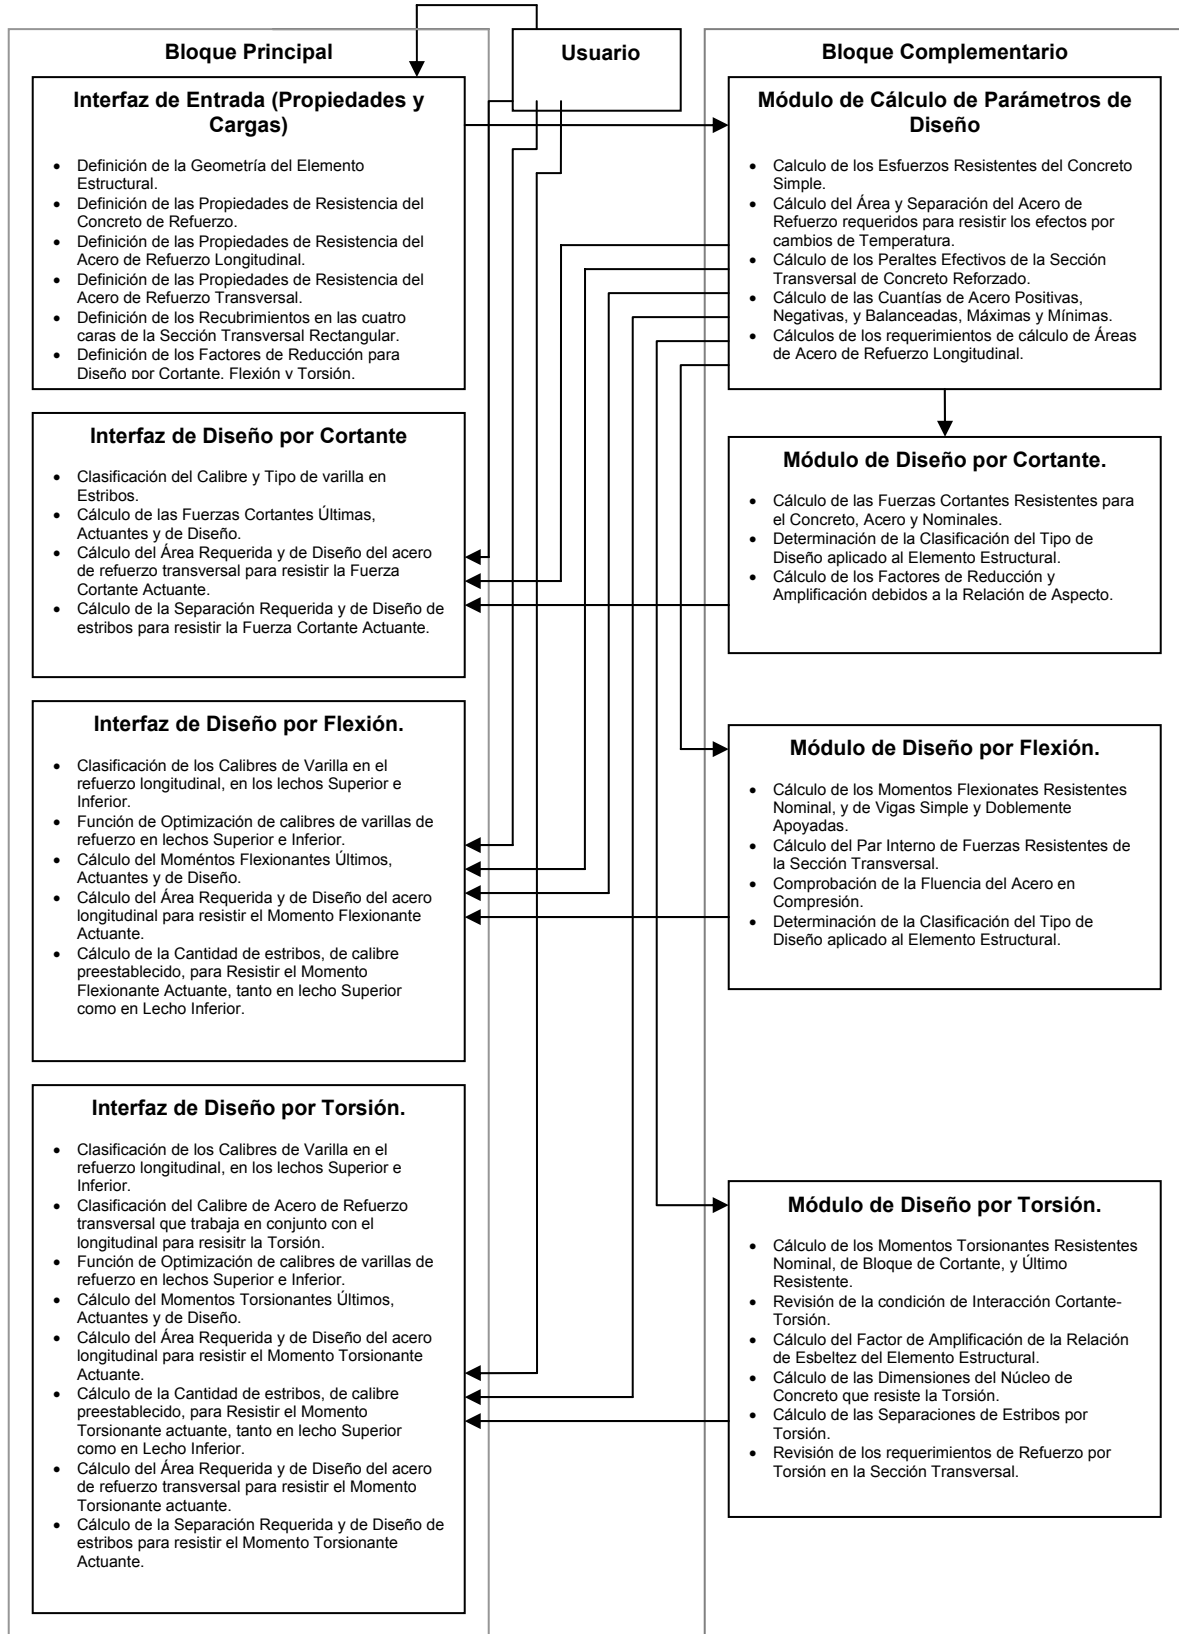 Bloque Principal
Interfaz de Entrada (Propiedades y
Cargas)
• Definición de la Geometría del Elemento
Estructural.
• Definición de las Propiedades de Resistencia del
Concreto de Refuerzo.
• Definición de las Propiedades de Resistencia del
Acero de Refuerzo Longitudinal.
• Definición de las Propiedades de Resistencia del
Acero de Refuerzo Transversal.
• Definición de los Recubrimientos en las cuatro
caras de la Sección Transversal Rectangular.
• Definición de los Factores de Reducción para
Diseño por Cortante, Flexión y Torsión.
Interfaz de Diseño por Cortante
• Clasificación del Calibre y Tipo de varilla en
Estribos.
• Cálculo de las Fuerzas Cortantes Últimas,
Actuantes y de Diseño.
• Cálculo del Área Requerida y de Diseño del acero
de refuerzo transversal para resistir la Fuerza
Cortante Actuante.
• Cálculo de la Separación Requerida y de Diseño de
estribos para resistir la Fuerza Cortante Actuante.
Interfaz de Diseño por Flexión.
• Clasificación de los Calibres de Varilla en el
refuerzo longitudinal, en los lechos Superior e
Inferior.
• Función de Optimización de calibres de varillas de
refuerzo en lechos Superior e Inferior.
• Cálculo del Moméntos Flexionantes Últimos,
Actuantes y de Diseño.
• Cálculo del Área Requerida y de Diseño del acero
longitudinal para resistir el Momento Flexionante
Actuante.
• Cálculo de la Cantidad de estribos, de calibre
preestablecido, para Resistir el Momento
Flexionante Actuante, tanto en lecho Superior
como en Lecho Inferior.
Interfaz de Diseño por Torsión.
• Clasificación de los Calibres de Varilla en el
refuerzo longitudinal, en los lechos Superior e
Inferior.
• Clasificación del Calibre de Acero de Refuerzo
transversal que trabaja en conjunto con el
longitudinal para resisitr la Torsión.
• Función de Optimización de calibres de varillas de
refuerzo en lechos Superior e Inferior.
• Cálculo del Momentos Torsionantes Últimos,
Actuantes y de Diseño.
• Cálculo del Área Requerida y de Diseño del acero
longitudinal para resistir el Momento Torsionante
Actuante.
• Cálculo de la Cantidad de estribos, de calibre
preestablecido, para Resistir el Momento
Torsionante actuante, tanto en lecho Superior
como en Lecho Inferior.
• Cálculo del Área Requerida y de Diseño del acero
de refuerzo transversal para resistir el Momento
Torsionante actuante.
• Cálculo de la Separación Requerida y de Diseño de
estribos para resistir el Momento Torsionante
Actuante.
Usuario
Bloque Complementario
Módulo de Cálculo de Parámetros de
Diseño
• Calculo de los Esfuerzos Resistentes del Concreto
Simple.
• Cálculo del Área y Separación del Acero de
Refuerzo requeridos para resistir los efectos por
cambios de Temperatura.
• Cálculo de los Peraltes Efectivos de la Sección
Transversal de Concreto Reforzado.
• Cálculo de las Cuantías de Acero Positivas,
Negativas, y Balanceadas, Máximas y Mínimas.
• Cálculos de los requerimientos de cálculo de Áreas
de Acero de Refuerzo Longitudinal.
Módulo de Diseño por Cortante.
• Cálculo de las Fuerzas Cortantes Resistentes para
el Concreto, Acero y Nominales.
• Determinación de la Clasificación del Tipo de
Diseño aplicado al Elemento Estructural.
• Cálculo de los Factores de Reducción y
Amplificación debidos a la Relación de Aspecto.
Módulo de Diseño por Flexión.
• Cálculo de los Momentos Flexionates Resistentes
Nominal, y de Vigas Simple y Doblemente
Apoyadas.
• Cálculo del Par Interno de Fuerzas Resistentes de
la Sección Transversal.
• Comprobación de la Fluencia del Acero en
Compresión.
• Determinación de la Clasificación del Tipo de
Diseño aplicado al Elemento Estructural.
Módulo de Diseño por Torsión.
• Cálculo de los Momentos Torsionantes Resistentes
Nominal, de Bloque de Cortante, y Último
Resistente.
• Revisión de la condición de Interacción Cortante-
Torsión.
• Cálculo del Factor de Amplificación de la Relación
de Esbeltez del Elemento Estructural.
• Cálculo de las Dimensiones del Núcleo de
Concreto que resiste la Torsión.
• Cálculo de las Separaciones de Estribos por
Torsión.
• Revisión de los requerimientos de Refuerzo por
Torsión en la Sección Transversal.